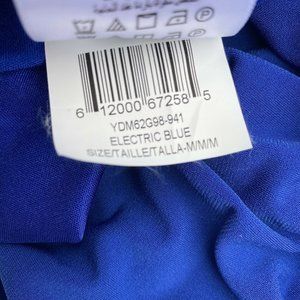 6 12000 67258 5
YDM62G98-941
ELECTRIC BLUE
SIZE/TAILLE/TALLA-M/M/M